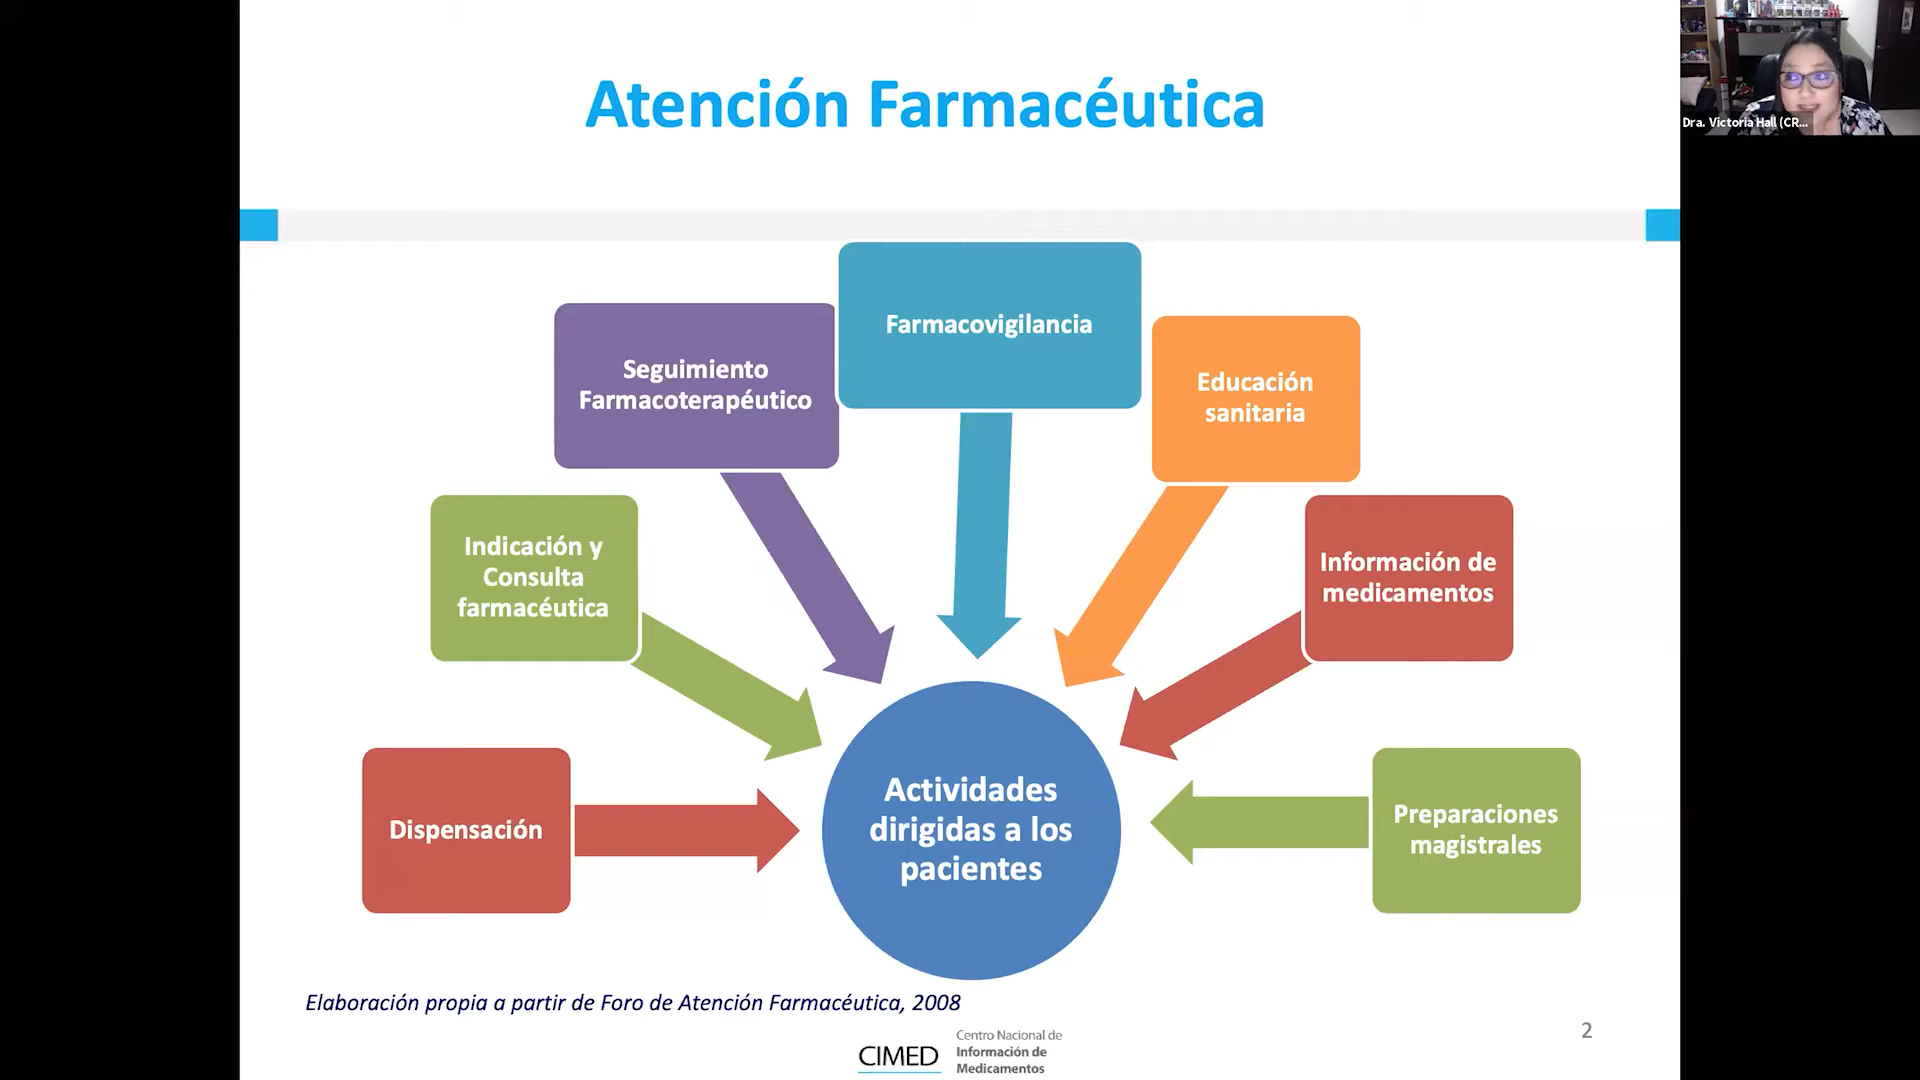 Atención Farmacéutica
Dra. Victoria Hall (CR...
Farmacovigilancia
Seguimiento
Farmacoterapéutico
Educación
sanitaria
Indicación y
Consulta
farmacéutica
Información de
medicamentos
Dispensación
Actividades
dirigidas a los
pacientes
Preparaciones
magistrales
Elaboración propia a partir de Foro de Atención Farmacéutica, 2008
2
CIMED
Centro Nacional de
Información de
Medicamentos